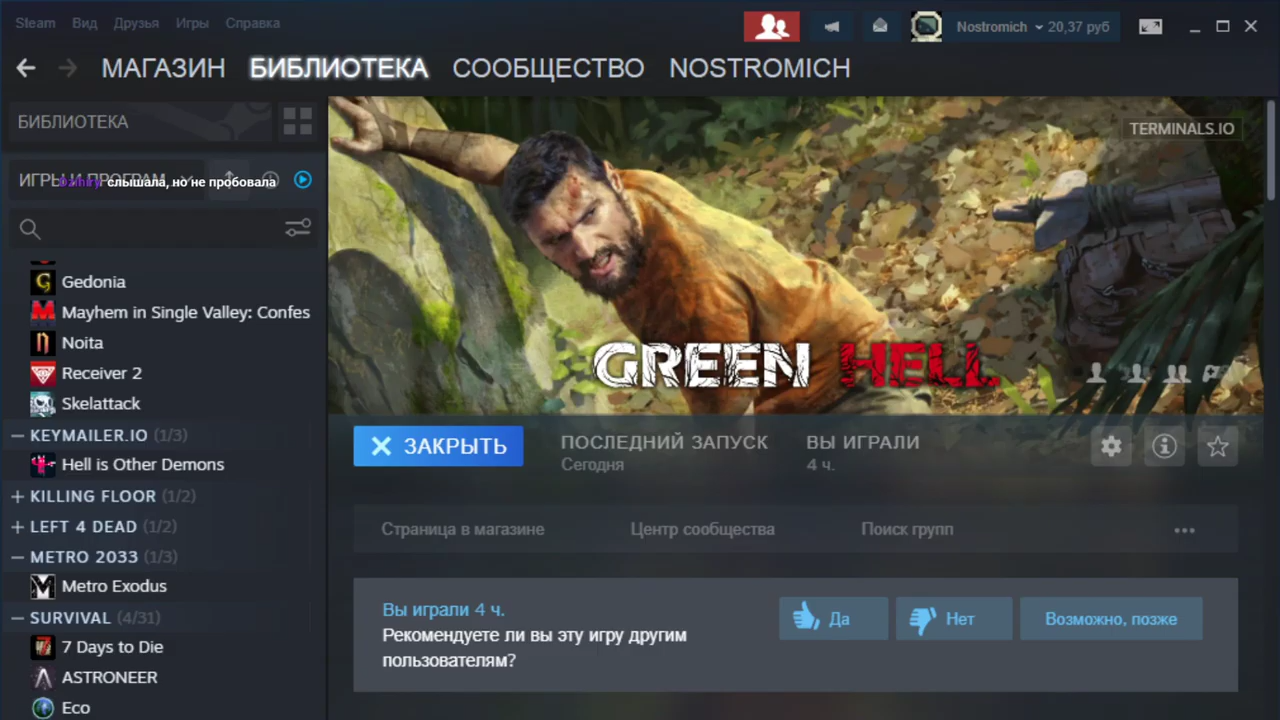 Steam Вид Друзья Игры Справка
Nostromich 20,37 руб
МАГАЗИН БИБЛИОТЕКА СООБЩЕСТВО NOSTROMICH
БИБЛИОТЕКА
TERMINALS.IO
ИГРЫ И ПРОГРАМ
слышала, но не пробовала
Gedonia
Mayhem in Single Valley: Confes
Noita
Receiver 2
Skelattack
KEYMAILER.IO (1/3)
Hell is Other Demons
KILLING FLOOR (1/2)
LEFT 4 DEAD (1/2)
METRO 2033 (1/3)
Metro Exodus
SURVIVAL (4/31)
7 Days to Die
ASTRONEER
Eco
GREEN HELL
ЗАКРЫТЬ
ПОСЛЕДНИЙ ЗАПУСК
Сегодня
ВЫ ИГРАЛИ
4 ч.
Страница в магазине Центр сообщества Поиск групп
Вы играли 4 ч.
Рекомендуете ли вы эту игру другим
пользователям?
Да Нет Возможно, позже